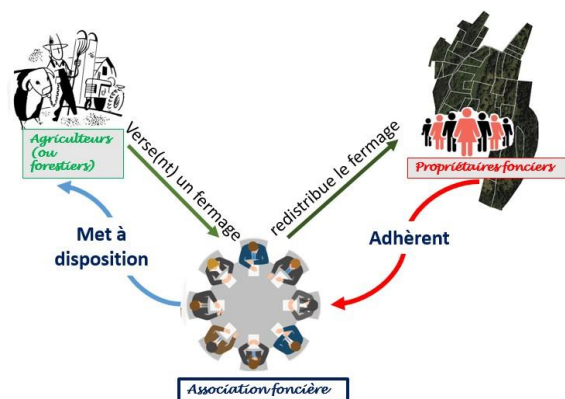 Agriculteurs
(ou
forestiers)
Verse(nt) un fermage
redistribue le fermage
Propriétaires fonciers
Met à
disposition
Adhèrent
Association foncière